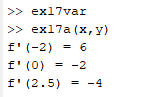 >> ex17var
>> ex17a(x,y)
f'(-2) = 6
f'(0) = -2
f'(2.5) = -4